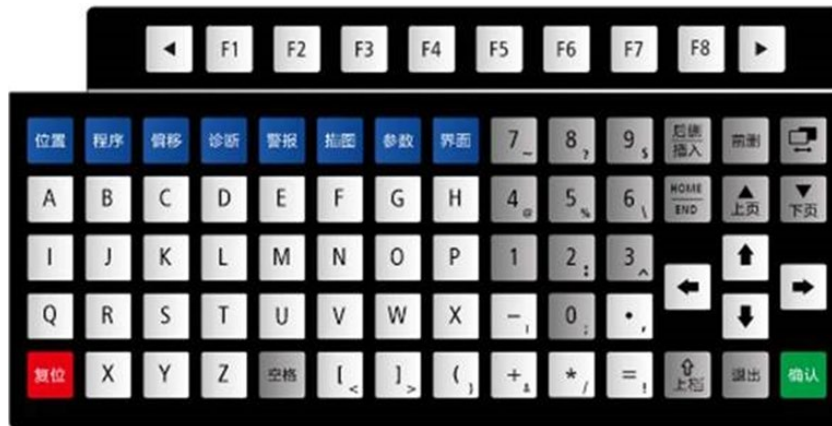 ◀ F1 F2 F3 F4 F5 F6 F7 F8 ▶
位置 程序 偏移 诊断 警报 插图 参数 界面 7 ~ 8 ? 9 $ 后删 插入 前删
A B C D E F G H 4 @ 5 % 6 \ HOME END ▲ 上页 ▼ 下页
I J K L M N O P 1 2 : 3 ^ ⬆
⬅ ➡
Q R S T U V W X - 0 ; • , ⬇
复位 X Y Z 空格 [ < ] > ( ) + & * / = ! ⇧ 上档 退出 确认